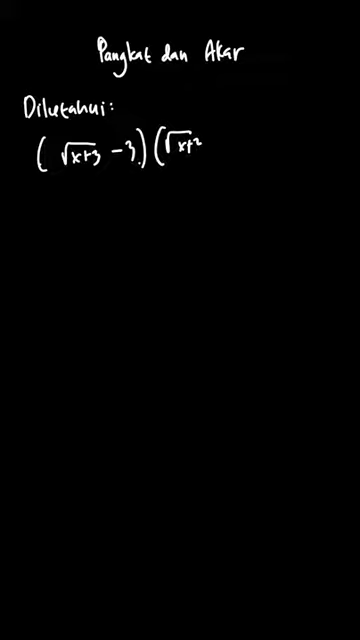 Pangkat dan Akar
Diketahui:
(√x+3 - 3) (√x+2